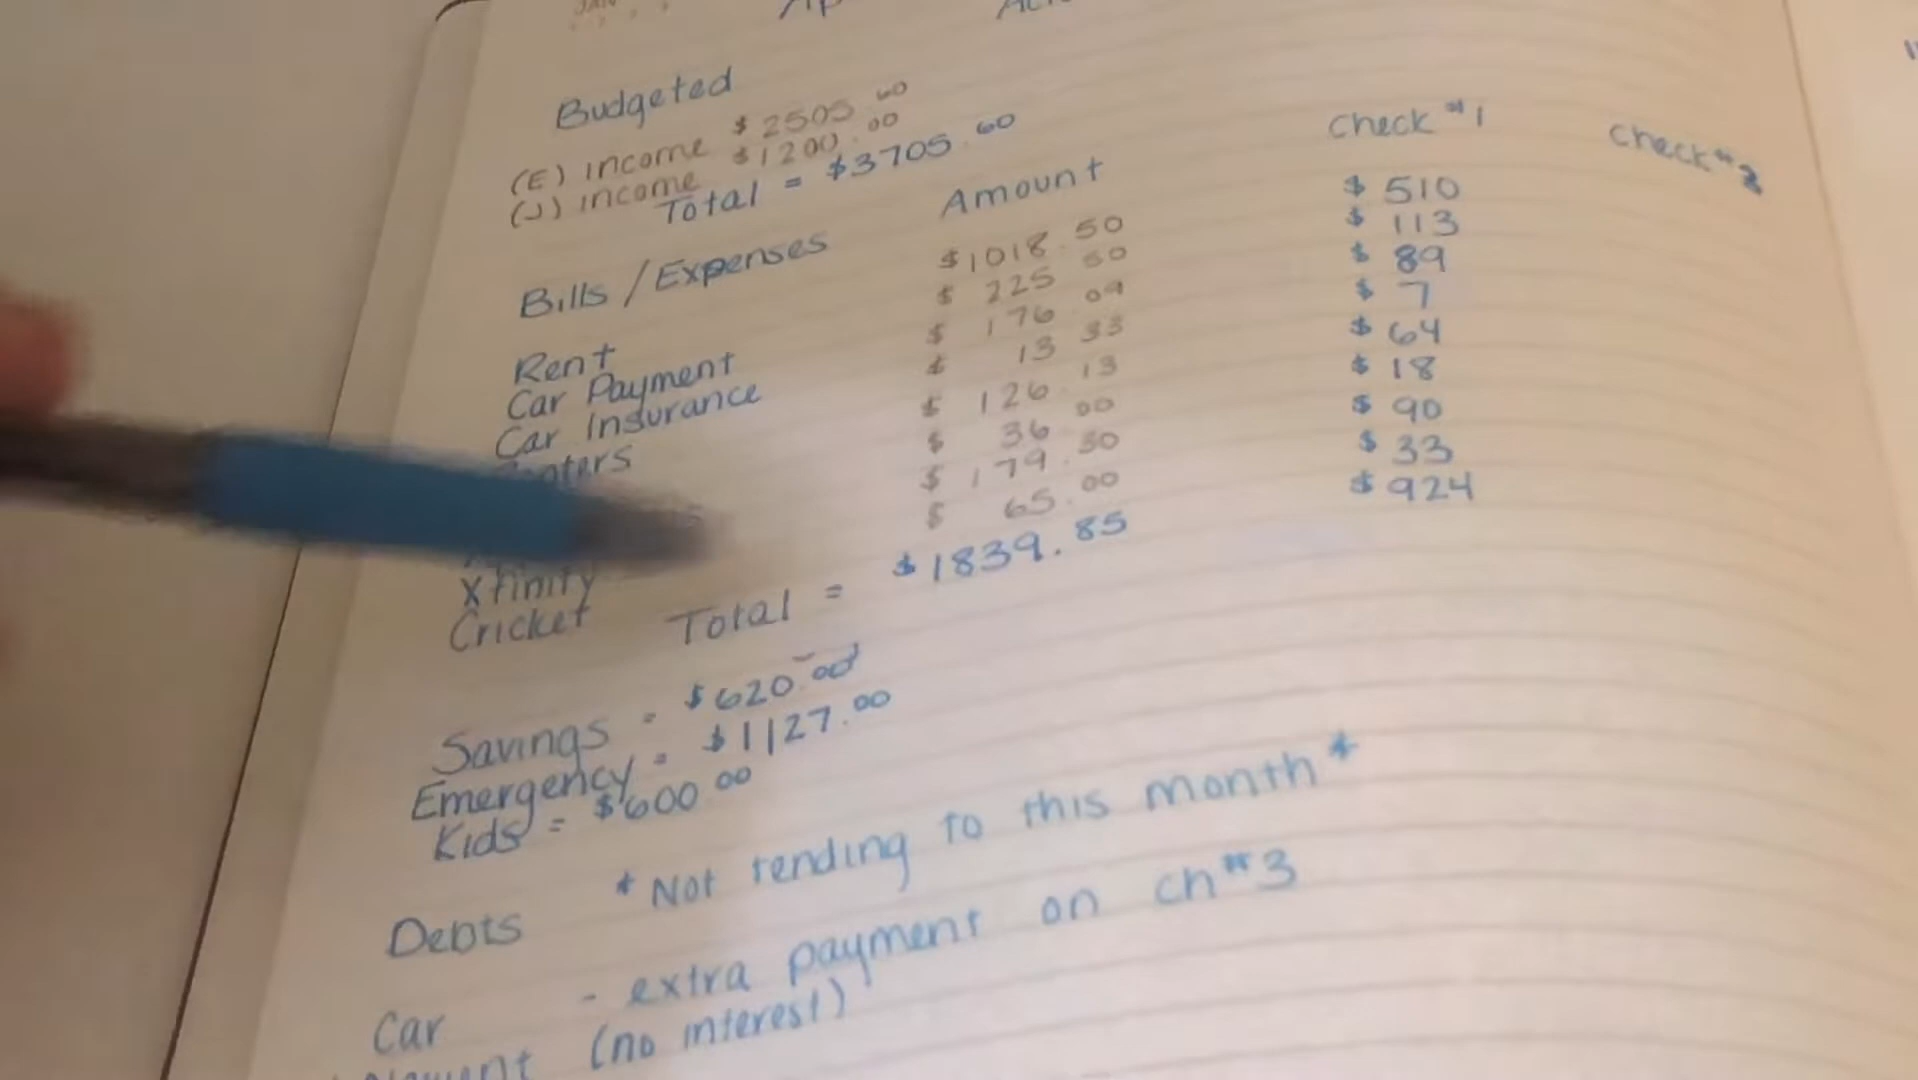 JAN
Budgeted
(E) income $2505.60
(J) income $1200.00
Total = $3705.60
Bills/Expenses Amount Check #1 Check #2
Rent $1018.50 $510
Car Payment $225.50 $113
Car Insurance $176.09 $89
$13.33 $7
$126.13 $64
$36.00 $18
Xfinity $179.30 $90
Cricket $65.00 $33
Total = $1839.85 $924
Savings = $620.00
Emergency = $1127.00
Kids = $600.00
Debts *Not tending to this month*
Car - extra payment on ch#3
(no interest)